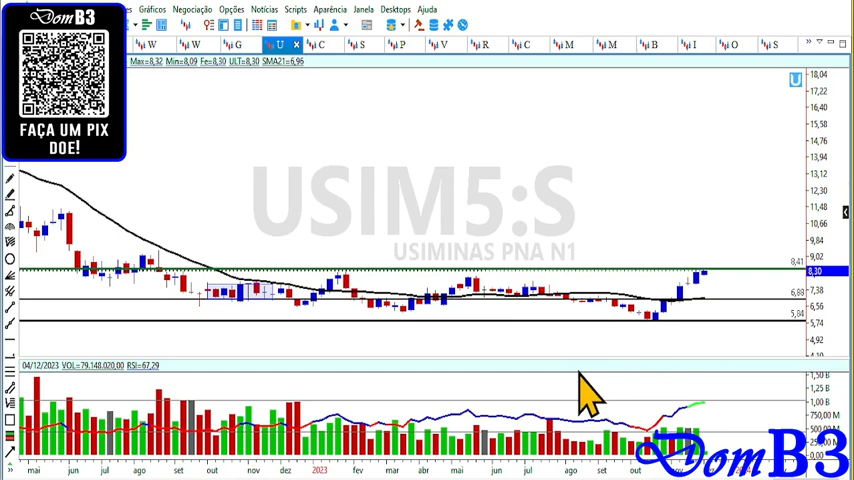 DomB3
FAÇA UM PIX
DOE!
Gráficos Negociação Opções Notícias Scripts Aparência Janela Desktops Ajuda
W W G U C S P V R C M M B I O S
Max=8,32 Min=8,09 Fe=8,30 ULT=8,30 SMA21=6,96
18,04
17,22
16,40
15,58
14,76
13,94
13,12
12,30
11,48
10,66
9,84
9,02
8,41
8,30
7,38
6,88
6,56
5,84
5,74
4,92
USIM5:S
USIMINAS PNA N1
04/12/2023 VOL=79.148.020,00 RSI=67,29
1,50 B
1,25 B
1,00 B
750,00 M
500,00 M
mai jun jul ago set out nov dez 2023 fev mar abr mai jun jul ago set out nov
DomB3